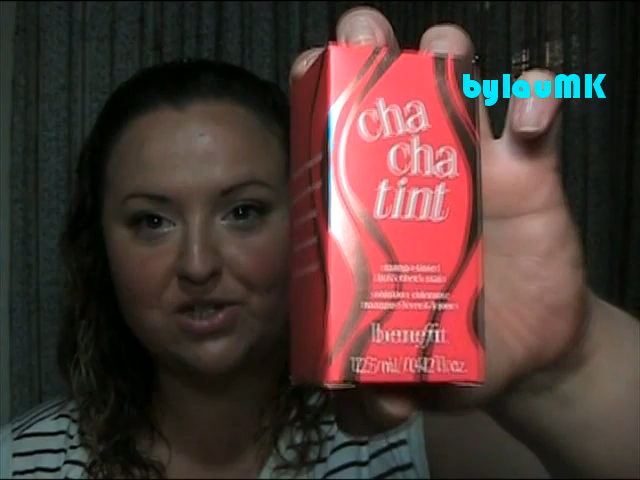 bylauMK
cha
cha
tint
mango-tinted
lip & cheek stain
benefit
12.5 mL/0.42 fl oz.